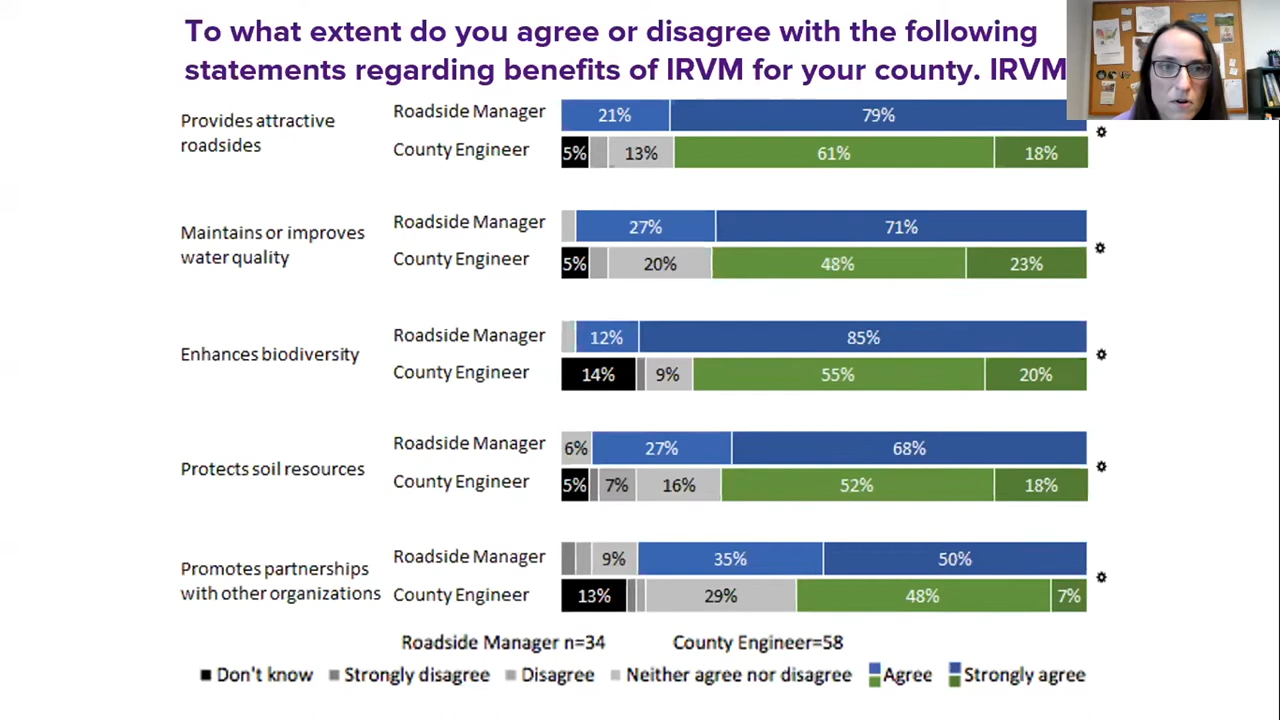 To what extent do you agree or disagree with the following
statements regarding benefits of IRVM for your county. IRVM
Provides attractive
roadsides
Roadside Manager
21%
79%
County Engineer
5%
13%
61%
18%
Maintains or improves
water quality
Roadside Manager
27%
71%
County Engineer
5%
20%
48%
23%
Enhances biodiversity
Roadside Manager
12%
85%
County Engineer
14%
9%
55%
20%
Protects soil resources
Roadside Manager
6%
27%
68%
County Engineer
5%
7%
16%
52%
18%
Promotes partnerships
with other organizations
Roadside Manager
9%
35%
50%
County Engineer
13%
29%
48%
7%
Roadside Manager n=34
County Engineer=58
Don't know
Strongly disagree
Disagree
Neither agree nor disagree
Agree
Strongly agree